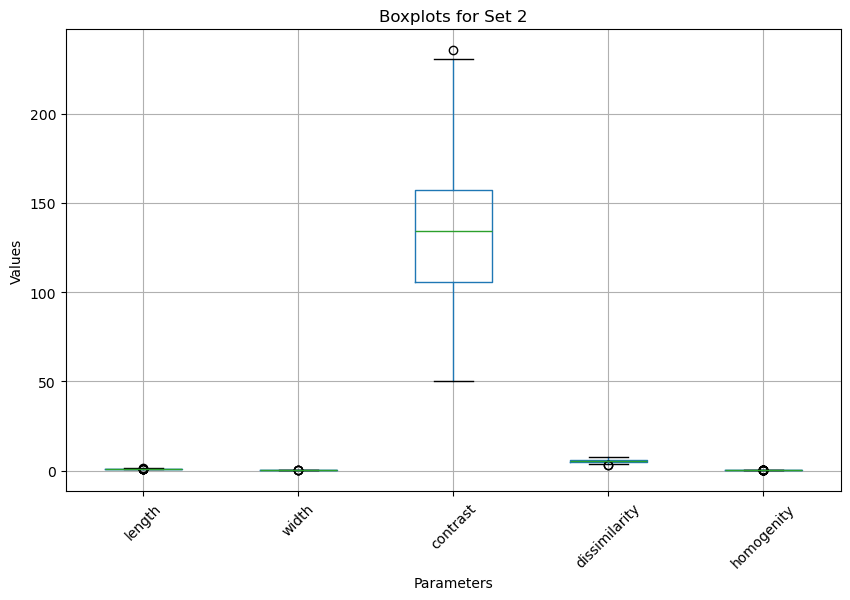 Boxplots for Set 2
Values
200
150
100
50
0
length
width
contrast
dissimilarity
homogenity
Parameters